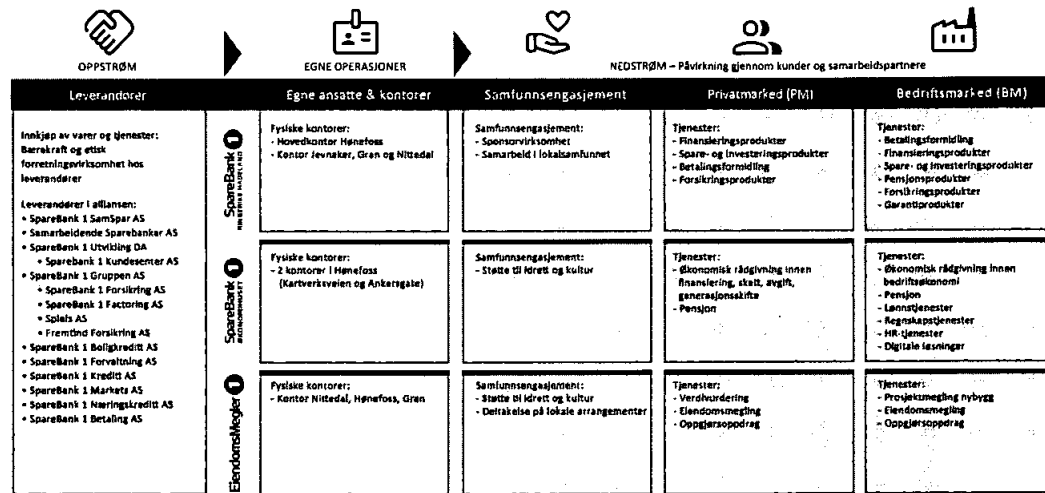 OPPSTRØM
EGNE OPERASJONER
NEDSTRØM – Påvirkning gjennom kunder og samarbeidspartnere
Leverandører
Egne ansatte & kontorer
Samfunnsengasjement
Privatmarked (PM)
Bedriftsmarked (BM)
Innkjøp av varer og tjenester:
Bærekraft og etisk
forretningsvirksomhet hos
leverandører
Leverandører i alliansen:
• SpareBank 1 SamSpar AS
• Samarbeidende Sparebanker AS
• SpareBank 1 Utvikling DA
• Sparebank 1 Kundesenter AS
• SpareBank 1 Gruppen AS
• SpareBank 1 Forsikring AS
• SpareBank 1 Factoring AS
• Spleis AS
• Fremtind Forsikring AS
• SpareBank 1 Boligkreditt AS
• SpareBank 1 Forvaltning AS
• SpareBank 1 Kreditt AS
• SpareBank 1 Markets AS
• SpareBank 1 Næringskreditt AS
• SpareBank 1 Betaling AS
SpareBank 1
RINGERIKE HADELAND
Fysiske kontorer:
- Hovedkontor Hønefoss
- Kontor Jevnaker, Gran og Nittedal
Samfunnsengasjement:
- Sponsorvirksomhet
- Samarbeid i lokalsamfunnet
Tjenester:
- Finansieringsprodukter
- Spare- og investeringsprodukter
- Betalingsformidling
- Forsikringsprodukter
Tjenester:
- Betalingsformidling
- Finansieringsprodukter
- Spare- og investeringsprodukter
- Pensjonsprodukter
- Forsikringsprodukter
- Garantiprodukter
SpareBank 1
ØKONOMIHUSET
Fysiske kontorer:
- 2 kontorer i Hønefoss
(Kartverksveien og Ankersgate)
Samfunnsengasjement:
- Støtte til idrett og kultur
Tjenester:
- Økonomisk rådgivning innen
finansiering, skatt, avgift,
generasjonsskifte
- Pensjon
Tjenester:
- Økonomisk rådgivning innen
bedriftsøkonomi
- Pensjon
- Lønnstjenester
- Regnskapstjenester
- HR-tjenester
- Digitale løsninger
EiendomsMegler 1
Fysiske kontorer:
- Kontor Nittedal, Hønefoss, Gran
Samfunnsengasjement:
- Støtte til idrett og kultur
- Deltakelse på lokale arrangementer
Tjenester:
- Verdivurdering
- Eiendomsmegling
- Oppgjørsoppdrag
Tjenester:
- Prosjektmegling nybygg
- Eiendomsmegling
- Oppgjørsoppdrag